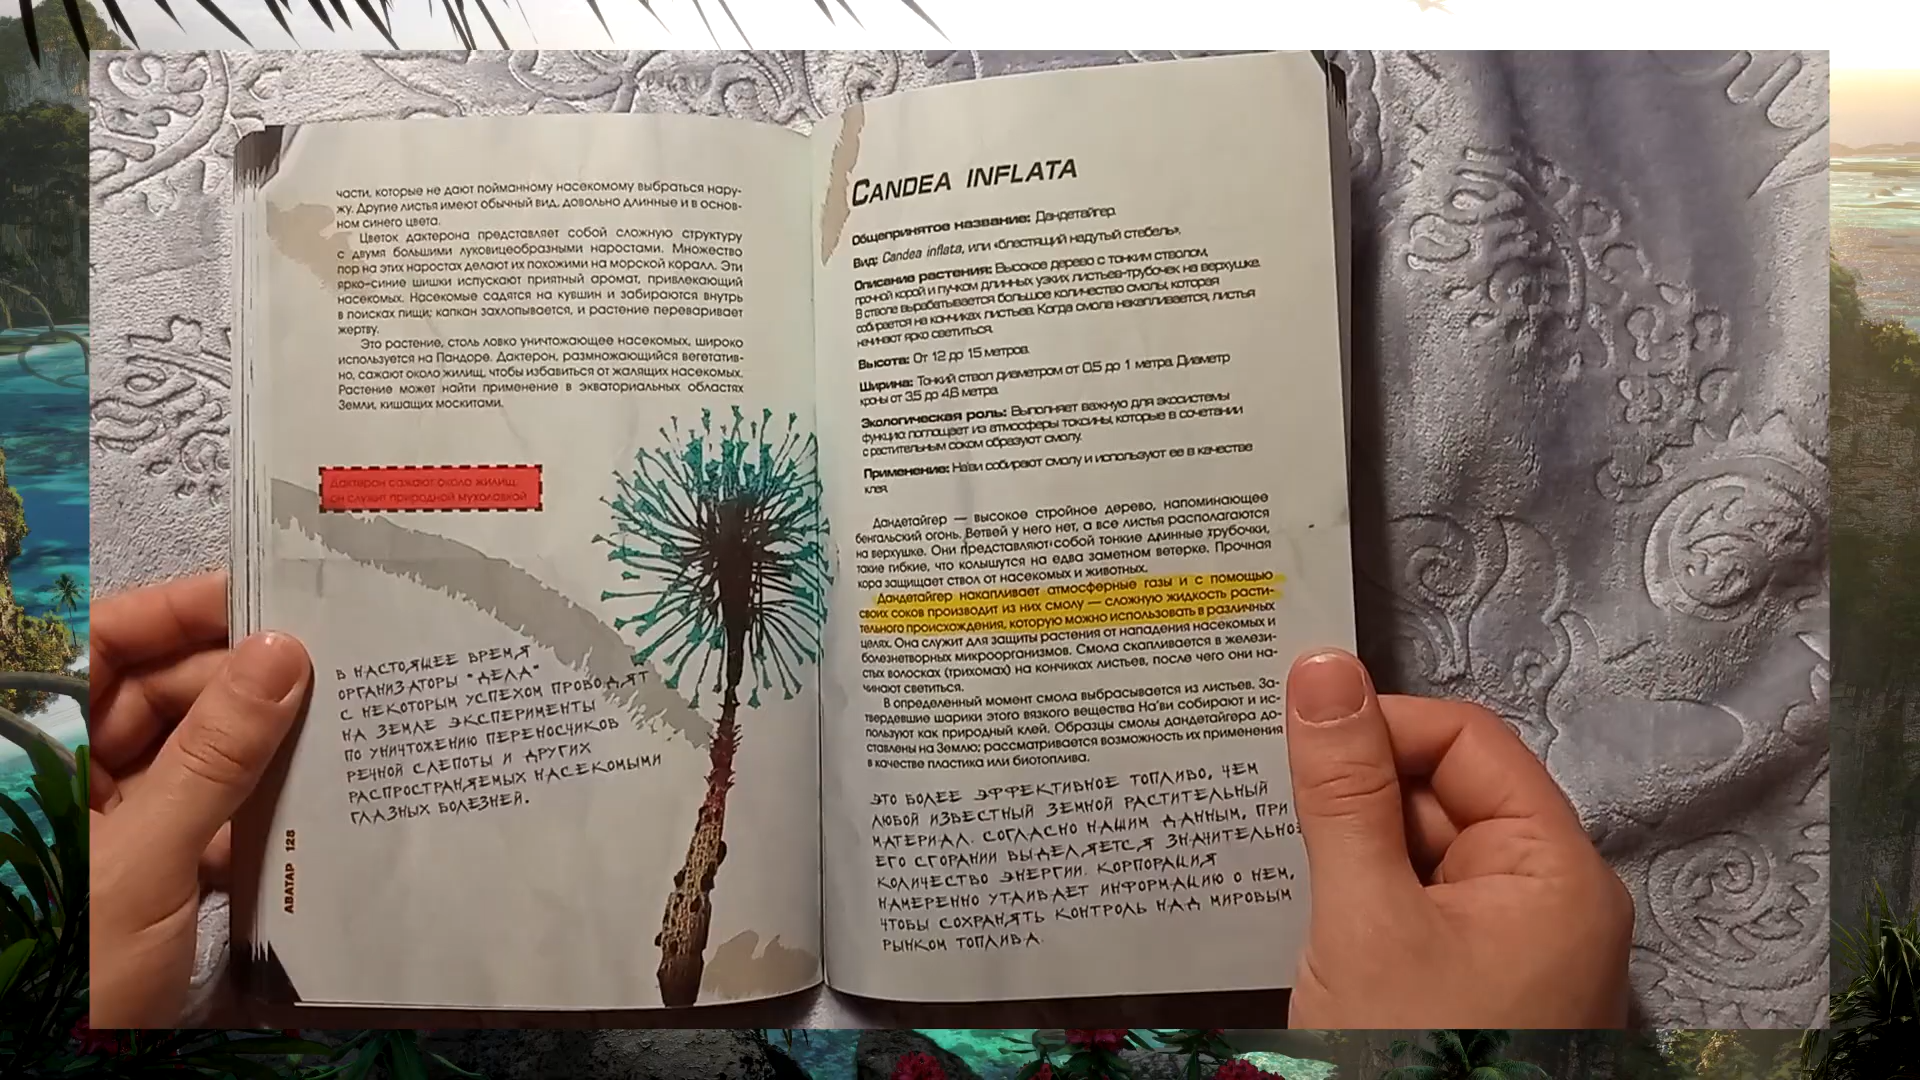 части, которые не дают пойманному насекомому выбраться нару-
жу. Другие листья имеют обычный вид, довольно длинные и в основ-
ном синего цвета.
Цветок дактерона представляет собой сложную структуру
с двумя большими луковицеобразными наростами. Множество
пор на этих наростах делают их похожими на морской коралл. Эти
ярко-синие шишки испускают приятный аромат, привлекающий
насекомых. Насекомые садятся на кувшин и забираются внутрь
в поисках пищи; капкан захлопывается, и растение переваривает
жертву.
Это растение, столь ловко уничтожающее насекомых, широко
используется на Пандоре. Дактерон, размножающийся вегетатив-
но, сажают около жилищ, чтобы избавиться от жалящих насекомых.
Растение может найти применение в экваториальных областях
Земли, кишащих москитами.
Дактерон сажают около жилищ,
он служит природной мухоловкой
В НАСТОЯЩЕЕ ВРЕМЯ
ОРГАНИЗАТОРЫ "ДЕЛА"
С НЕКОТОРЫМ УСПЕХОМ ПРОВОДЯТ
НА ЗЕМЛЕ ЭКСПЕРИМЕНТЫ
ПО УНИЧТОЖЕНИЮ ПЕРЕНОСЧИКОВ
РЕЧНОЙ СЛЕПОТЫ И ДРУГИХ
РАСПРОСТРАНЯЕМЫХ НАСЕКОМЫМИ
ГЛАЗНЫХ БОЛЕЗНЕЙ.
АВАТАР 128
CANDEA INFLATA
Общепринятое название: Дандетайгер.
Вид: Candea inflata, или «блестящий надутый стебель».
Описание растения: Высокое дерево с тонким стволом,
прочной корой и пучком длинных узких листьев-трубочек на верхушке.
В стволе вырабатывается большое количество смолы, которая
собирается на кончиках листьев. Когда смола накапливается, листья
начинают ярко светиться.
Высота: От 12 до 15 метров.
Ширина: Тонкий ствол диаметром от 0,5 до 1 метра. Диаметр
кроны от 3,5 до 4,6 метра.
Экологическая роль: Выполняет важную для экосистемы
функцию: поглощает из атмосферы токсины, которые в сочетании
с растительным соком образуют смолу.
Применение: На'ви собирают смолу и используют ее в качестве
клея.
Дандетайгер — высокое стройное дерево, напоминающее
бенгальский огонь. Ветвей у него нет, а все листья располагаются
на верхушке. Они представляют собой тонкие длинные трубочки,
такие гибкие, что колышутся на едва заметном ветерке. Прочная
кора защищает ствол от насекомых и животных.
Дандетайгер накапливает атмосферные газы и с помощью
своих соков производит из них смолу — сложную жидкость расти-
тельного происхождения, которую можно использовать в различных
целях. Она служит для защиты растения от нападения насекомых и
болезнетворных микроорганизмов. Смола скапливается в желези-
стых волосках (трихомах) на кончиках листьев, после чего они на-
чинают светиться.
В определенный момент смола выбрасывается из листьев. За-
твердевшие шарики этого вязкого вещества На'ви собирают и ис-
пользуют как природный клей. Образцы смолы дандетайгера до-
ставлены на Землю; рассматривается возможность их применения
в качестве пластика или биотоплива.
ЭТО БОЛЕЕ ЭФФЕКТИВНОЕ ТОПЛИВО, ЧЕМ
ЛЮБОЙ ИЗВЕСТНЫЙ ЗЕМНОЙ РАСТИТЕЛЬНЫЙ
МАТЕРИАЛ. СОГЛАСНО НАШИМ ДАННЫМ, ПРИ
ЕГО СГОРАНИИ ВЫДЕЛЯЕТСЯ ЗНАЧИТЕЛЬНОЕ
КОЛИЧЕСТВО ЭНЕРГИИ. КОРПОРАЦИЯ
НАМЕРЕННО УТАИВАЕТ ИНФОРМАЦИЮ О НЕМ,
ЧТОБЫ СОХРАНЯТЬ КОНТРОЛЬ НАД МИРОВЫМ
РЫНКОМ ТОПЛИВА.